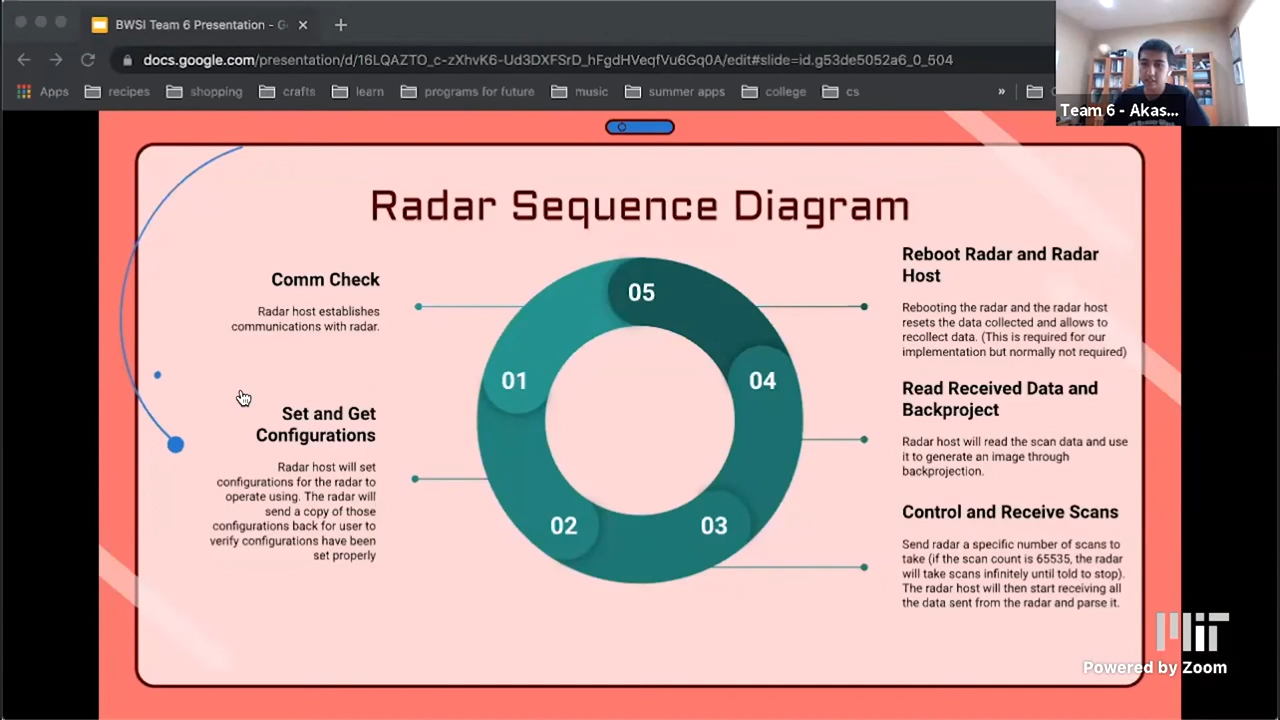 BWSI Team 6 Presentation - G
docs.google.com/presentation/d/16LQAZTO_c-zXhvK6-Ud3DXFSrD_hFgdHVeqfVu6Gq0A/edit#slide=id.g53de5052a6_0_504
Apps recipes shopping crafts learn programs for future music summer apps college cs »
Team 6 - Akas...
Radar Sequence Diagram
Comm Check
Radar host establishes
communications with radar.
Set and Get
Configurations
Radar host will set
configurations for the radar to
operate using. The radar will
send a copy of those
configurations back for user to
verify configurations have been
set properly
05
01
04
02
03
Reboot Radar and Radar
Host
Rebooting the radar and the radar host
resets the data collected and allows to
recollect data. (This is required for our
implementation but normally not required)
Read Received Data and
Backproject
Radar host will read the scan data and use
it to generate an image through
backprojection.
Control and Receive Scans
Send radar a specific number of scans to
take (if the scan count is 65535, the radar
will take scans infinitely until told to stop).
The radar host will then start receiving all
the data sent from the radar and parse it.
MIT
Powered by Zoom